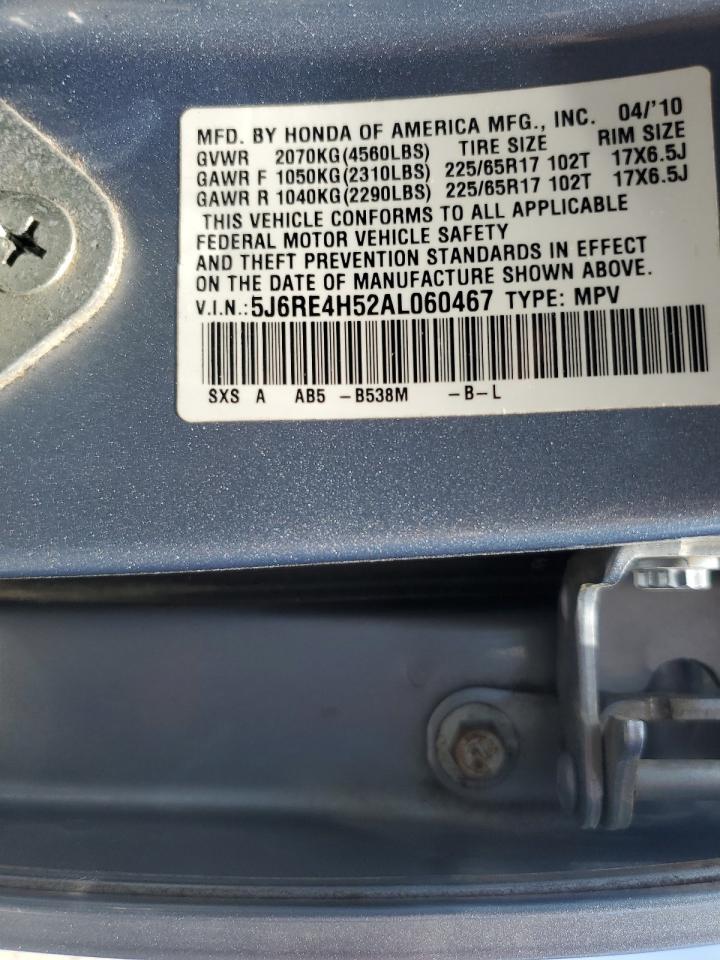 MFD. BY HONDA OF AMERICA MFG., INC. 04/'10
GVWR 2070KG(4560LBS) TIRE SIZE RIM SIZE
GAWR F 1050KG(2310LBS) 225/65R17 102T 17X6.5J
GAWR R 1040KG(2290LBS) 225/65R17 102T 17X6.5J
THIS VEHICLE CONFORMS TO ALL APPLICABLE
FEDERAL MOTOR VEHICLE SAFETY
AND THEFT PREVENTION STANDARDS IN EFFECT
ON THE DATE OF MANUFACTURE SHOWN ABOVE.
V.I.N.: 5J6RE4H52AL060467 TYPE: MPV
SXS A AB5 -B538M -B-L